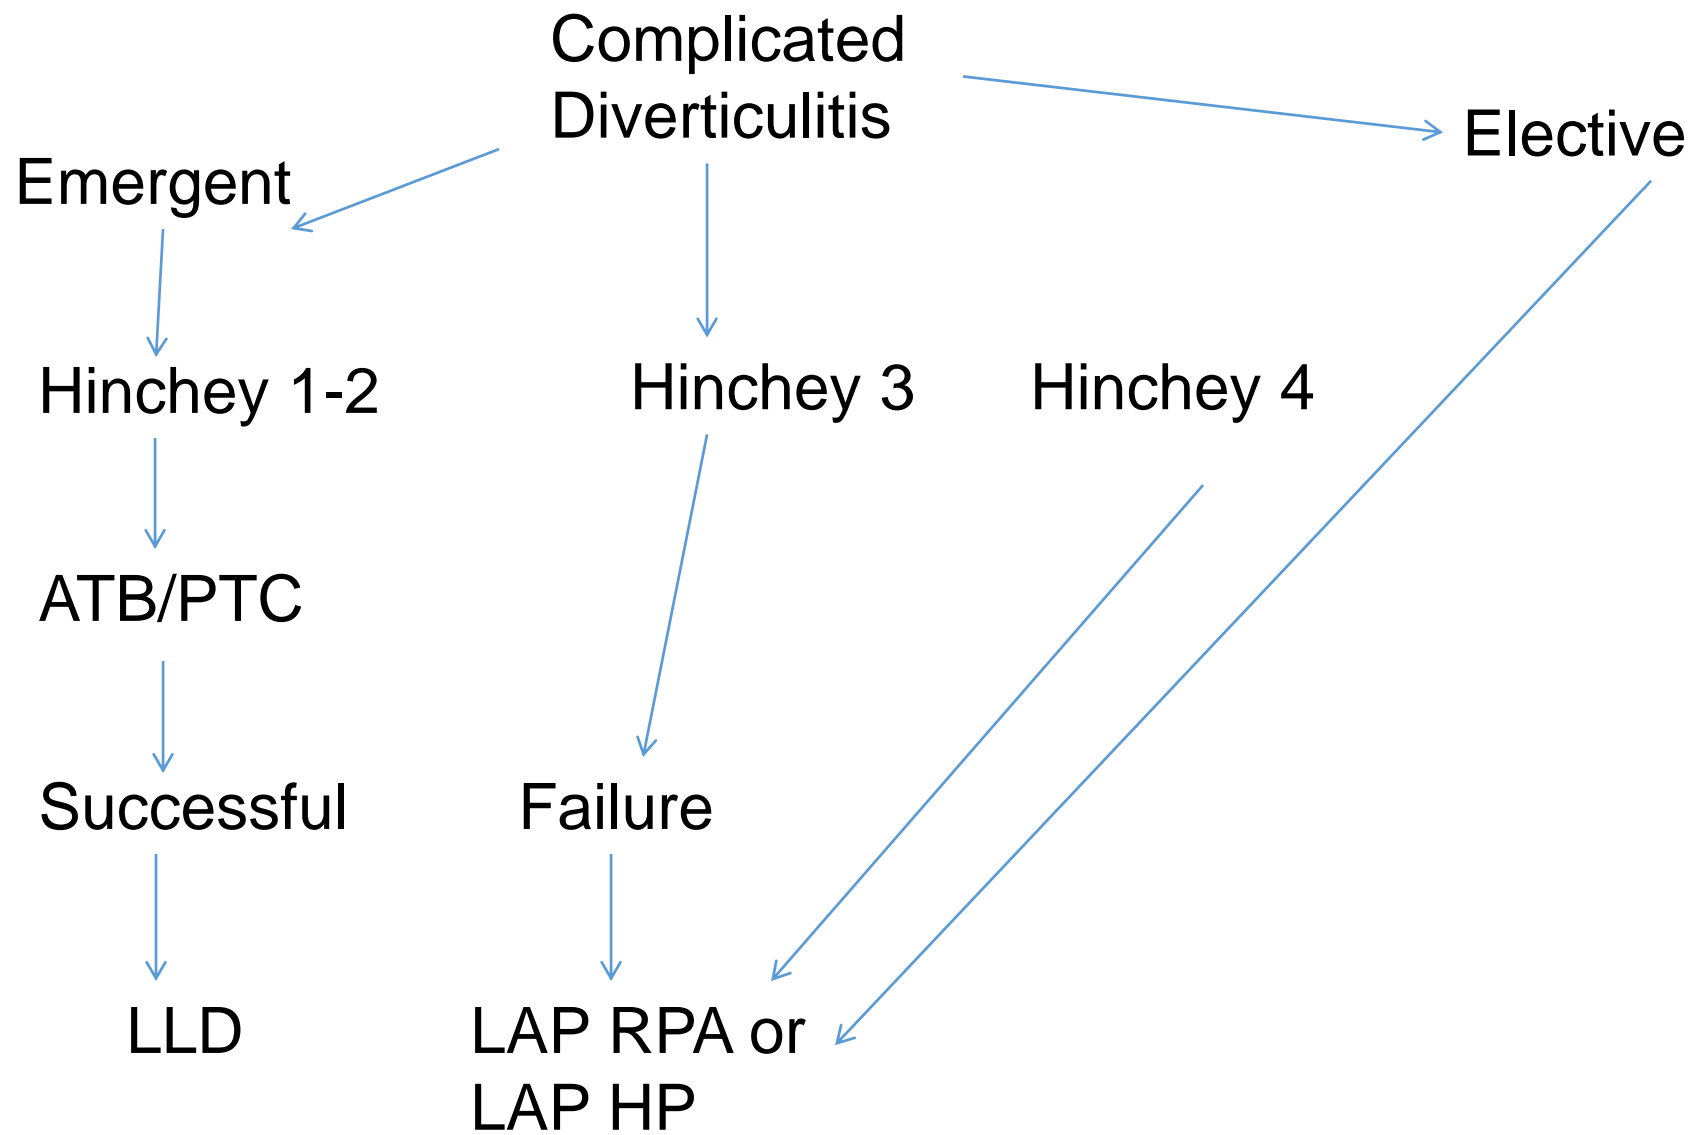 Complicated
Diverticulitis
Elective
Emergent
Hinchey 1-2
Hinchey 3
Hinchey 4
ATB/PTC
Successful
Failure
LLD
LAP RPA or
LAP HP